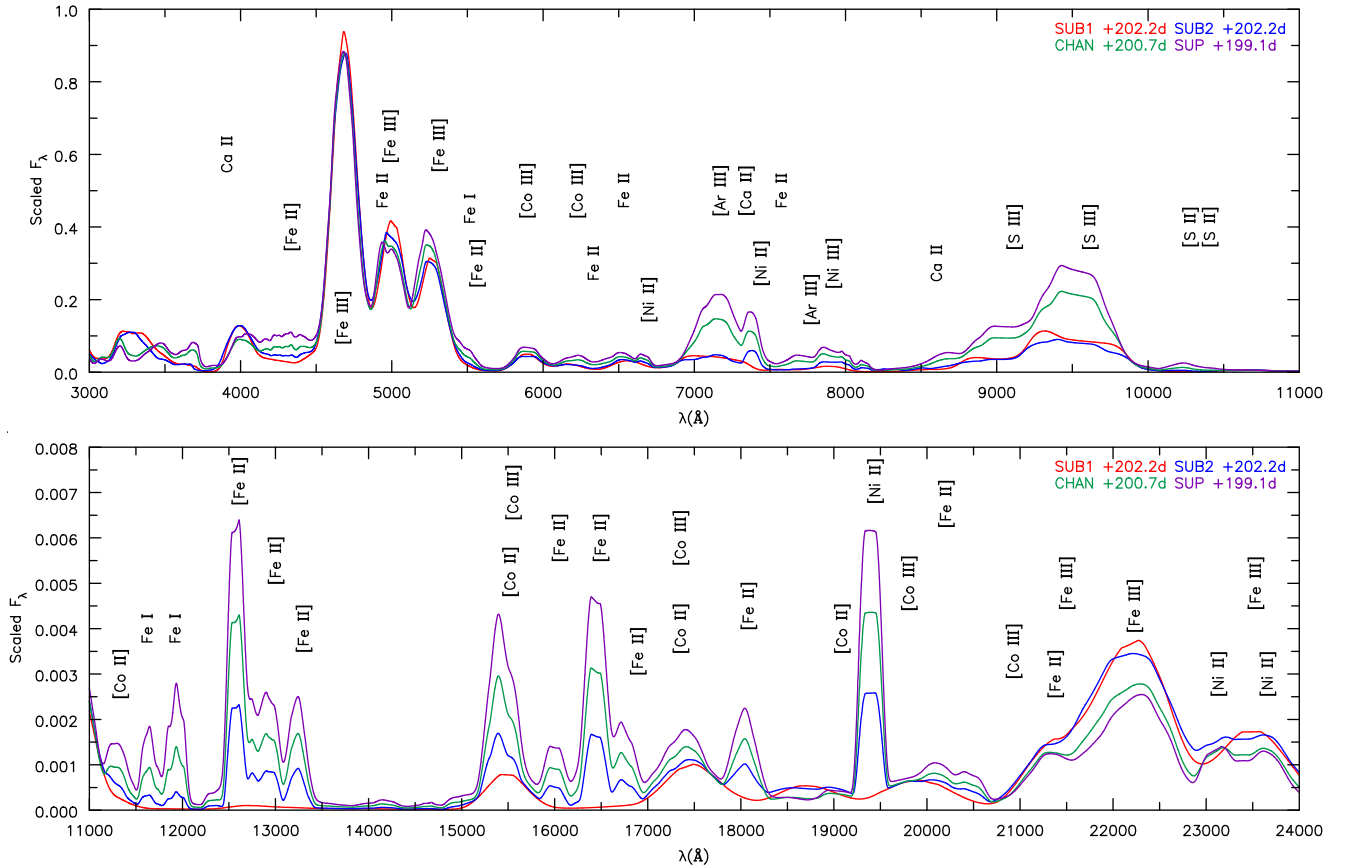 1.0
0.8
0.6
0.4
0.2
0.0
Scaled Fλ
SUB1 +202.2d SUB2 +202.2d
CHAN +200.7d SUP +199.1d
Ca II
[Fe II]
[Fe III]
Fe II
[Fe III]
[Fe III]
Fe I
[Fe II]
[Co III]
[Co III]
Fe II
Fe II
[Ni II]
[Ar III]
[Ca II]
[Ni II]
Fe II
[Ar III]
[Ni III]
Ca II
[S III]
[S III]
[S II]
[S II]
3000 4000 5000 6000 7000 8000 9000 10000 11000
λ(Å)
0.008
0.007
0.006
0.005
0.004
0.003
0.002
0.001
0.000
Scaled Fλ
SUB1 +202.2d SUB2 +202.2d
CHAN +200.7d SUP +199.1d
[Co II]
Fe I
Fe I
[Fe II]
[Fe II]
[Fe II]
[Co III]
[Co II]
[Fe II]
[Fe II]
[Fe II]
[Co III]
[Co II]
[Fe II]
[Co II]
[Ni II]
[Co III]
[Fe II]
[Co III]
[Fe II]
[Fe III]
[Fe III]
[Ni II]
[Fe III]
[Ni II]
11000 12000 13000 14000 15000 16000 17000 18000 19000 20000 21000 22000 23000 24000
λ(Å)